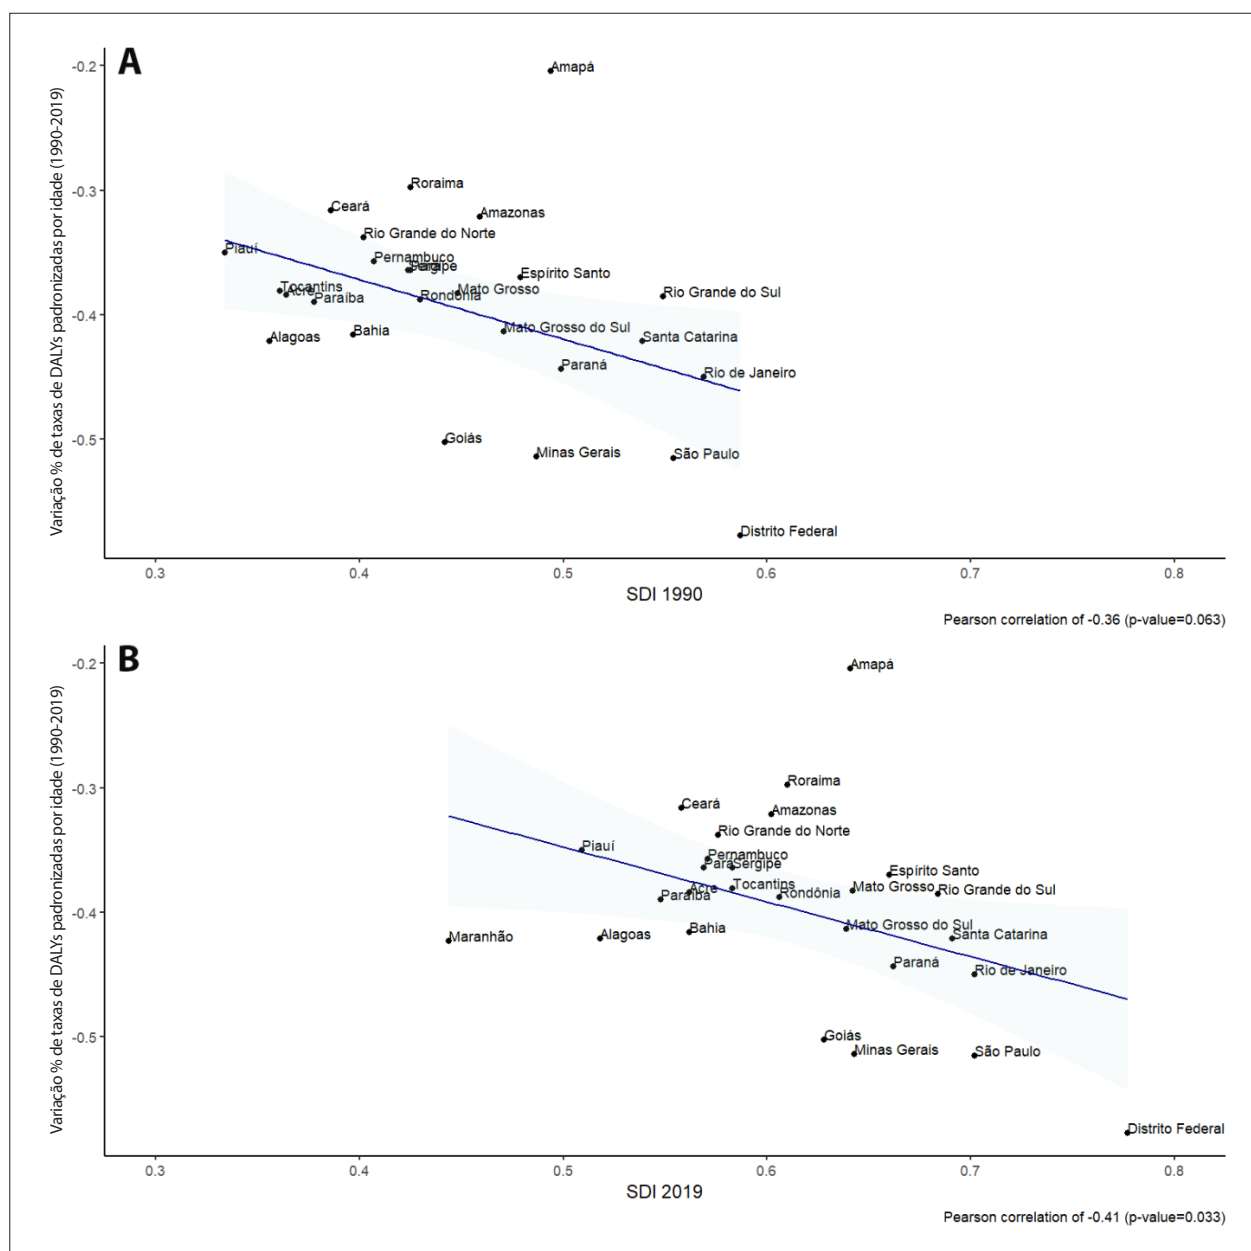 A
Variação % de taxas de DALYs padronizadas por idade (1990-2019)
-0.2
-0.3
-0.4
-0.5
Amapá
Roraima
Ceará
Amazonas
Rio Grande do Norte
Piauí
Pernambuco
Sergipe
Espírito Santo
Tocantins
Acre
Mato Grosso
Rio Grande do Sul
Paraíba
Rondônia
Alagoas
Bahia
Mato Grosso do Sul
Santa Catarina
Paraná
Rio de Janeiro
Goiás
Minas Gerais
São Paulo
Distrito Federal
0.3 0.4 0.5 0.6 0.7 0.8
SDI 1990
Pearson correlation of -0.36 (p-value=0.063)
B
Variação % de taxas de DALYs padronizadas por idade (1990-2019)
-0.2
-0.3
-0.4
-0.5
Amapá
Roraima
Ceará
Amazonas
Rio Grande do Norte
Piauí
Pernambuco
Pará Sergipe
Espírito Santo
Tocantins
Acre
Mato Grosso
Rio Grande do Sul
Paraíba
Rondônia
Maranhão
Alagoas
Bahia
Mato Grosso do Sul
Santa Catarina
Paraná
Rio de Janeiro
Goiás
Minas Gerais
São Paulo
Distrito Federal
0.3 0.4 0.5 0.6 0.7 0.8
SDI 2019
Pearson correlation of -0.41 (p-value=0.033)